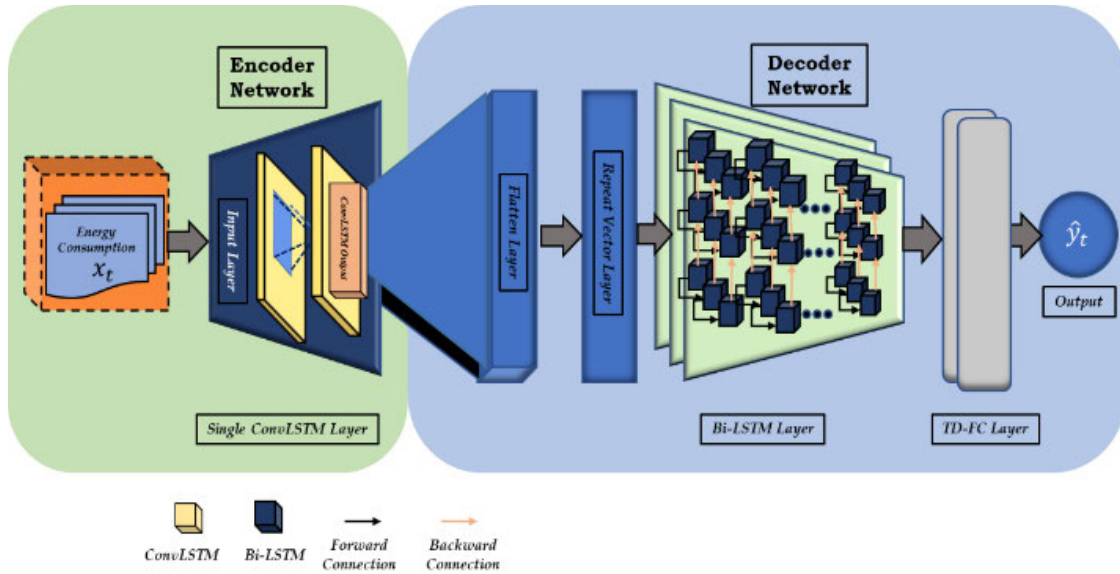 Encoder
Network
Decoder
Network
Energy
Consumption
x_t
Input Layer
ConvLSTM Output
Flatten Layer
Repeat Vector Layer
ŷ_t
Output
Single ConvLSTM Layer
Bi-LSTM Layer
TD-FC Layer
ConvLSTM
Bi-LSTM
Forward
Connection
Backward
Connection